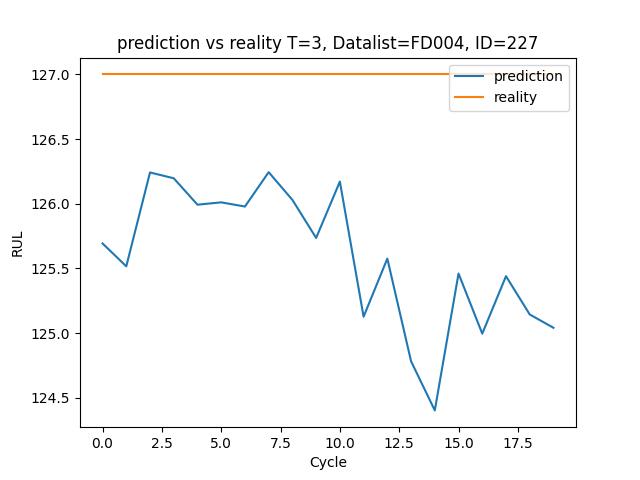 prediction vs reality T=3, Datalist=FD004, ID=227
127.0
126.5
126.0
125.5
125.0
124.5
RUL
prediction
reality
0.0 2.5 5.0 7.5 10.0 12.5 15.0 17.5
Cycle